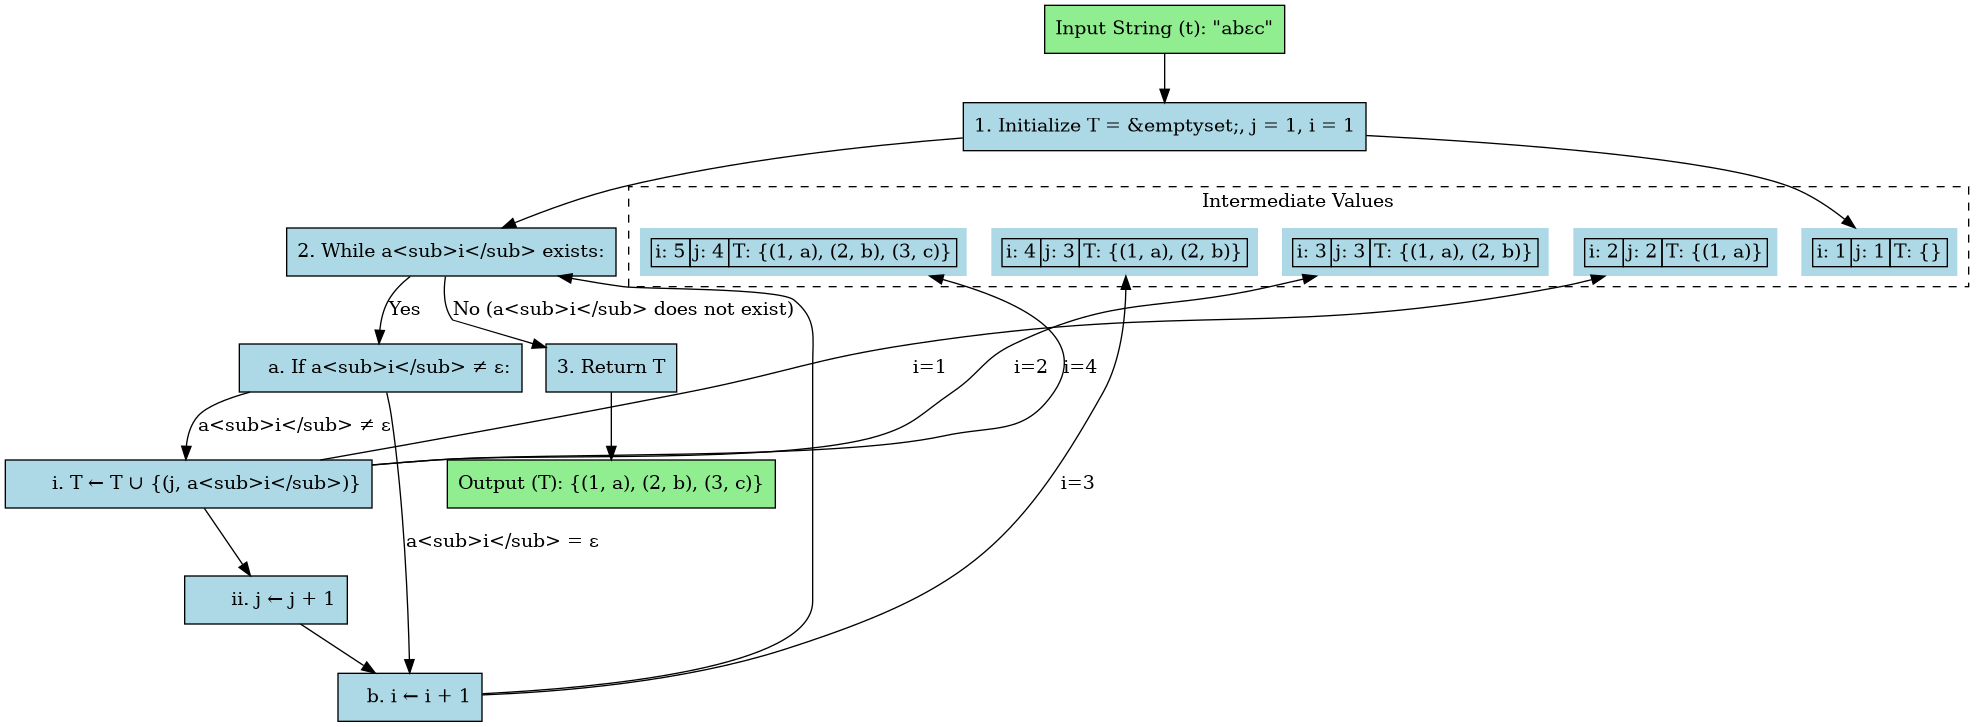 Input String (t): "abεc"
1. Initialize T = &emptyset;, j = 1, i = 1
Intermediate Values
2. While a<sub>i</sub> exists:
i: 5 j: 4 T: {(1, a), (2, b), (3, c)}
i: 4 j: 3 T: {(1, a), (2, b)}
i: 3 j: 3 T: {(1, a), (2, b)}
i: 2 j: 2 T: {(1, a)}
i: 1 j: 1 T: {}
Yes
No (a<sub>i</sub> does not exist)
a. If a<sub>i</sub> ≠ ε:
3. Return T
i=1
i=2
i=4
a<sub>i</sub> ≠ ε
i. T ← T ∪ {(j, a<sub>i</sub>)}
Output (T): {(1, a), (2, b), (3, c)}
i=3
a<sub>i</sub> = ε
ii. j ← j + 1
b. i ← i + 1